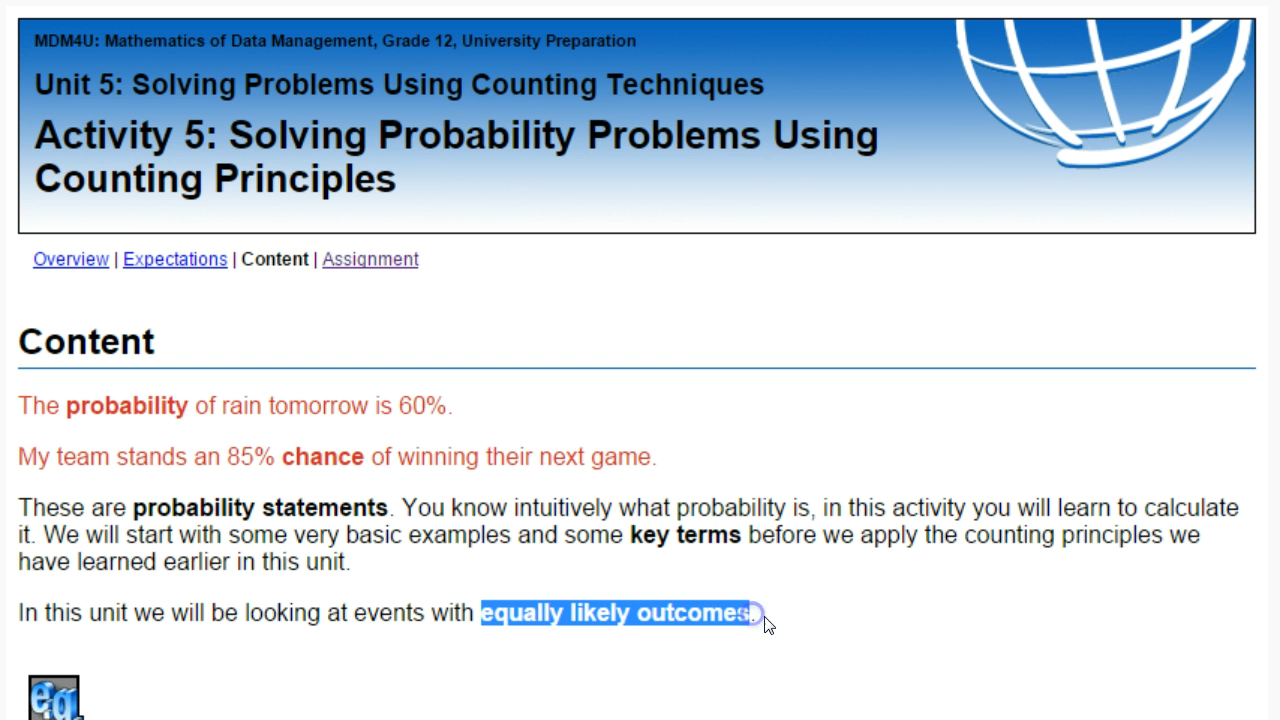 MDM4U: Mathematics of Data Management, Grade 12, University Preparation
Unit 5: Solving Problems Using Counting Techniques
Activity 5: Solving Probability Problems Using
Counting Principles
Overview | Expectations | Content | Assignment
Content
The probability of rain tomorrow is 60%.
My team stands an 85% chance of winning their next game.
These are probability statements. You know intuitively what probability is, in this activity you will learn to calculate
it. We will start with some very basic examples and some key terms before we apply the counting principles we
have learned earlier in this unit.
In this unit we will be looking at events with equally likely outcomes.
e.g.